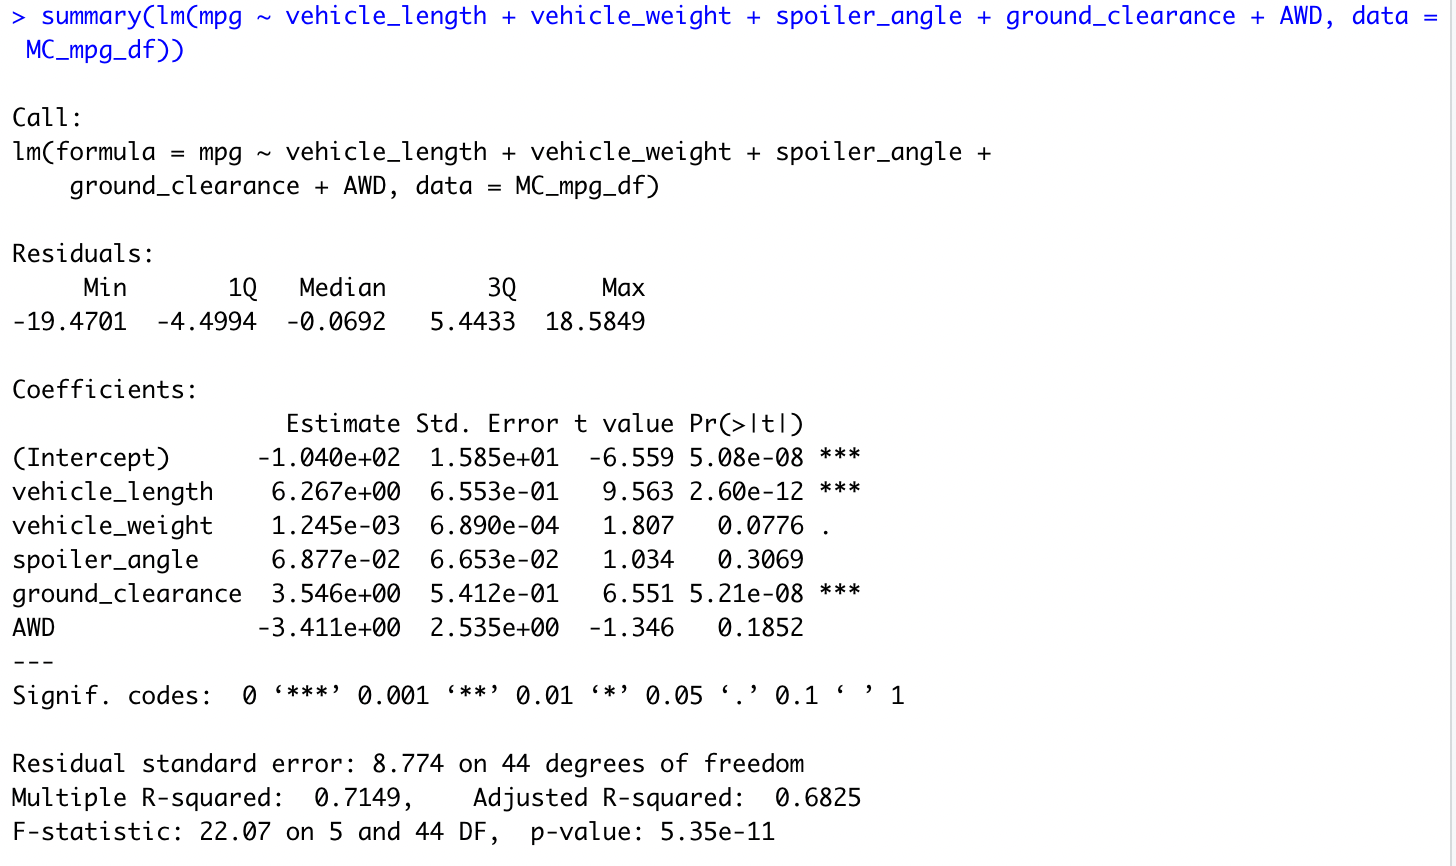 > summary(lm(mpg ~ vehicle_length + vehicle_weight + spoiler_angle + ground_clearance + AWD, data =
 MC_mpg_df))

Call:
lm(formula = mpg ~ vehicle_length + vehicle_weight + spoiler_angle +
    ground_clearance + AWD, data = MC_mpg_df)

Residuals:
     Min       1Q   Median       3Q      Max
-19.4701  -4.4994  -0.0692   5.4433  18.5849

Coefficients:
                   Estimate Std. Error t value Pr(>|t|)
(Intercept)      -1.040e+02  1.585e+01  -6.559 5.08e-08 ***
vehicle_length    6.267e+00  6.553e-01   9.563 2.60e-12 ***
vehicle_weight    1.245e-03  6.890e-04   1.807   0.0776 .
spoiler_angle     6.877e-02  6.653e-02   1.034   0.3069
ground_clearance  3.546e+00  5.412e-01   6.551 5.21e-08 ***
AWD              -3.411e+00  2.535e+00  -1.346   0.1852
---
Signif. codes:  0 ‘***’ 0.001 ‘**’ 0.01 ‘*’ 0.05 ‘.’ 0.1 ‘ ’ 1

Residual standard error: 8.774 on 44 degrees of freedom
Multiple R-squared:  0.7149,    Adjusted R-squared:  0.6825
F-statistic: 22.07 on 5 and 44 DF,  p-value: 5.35e-11